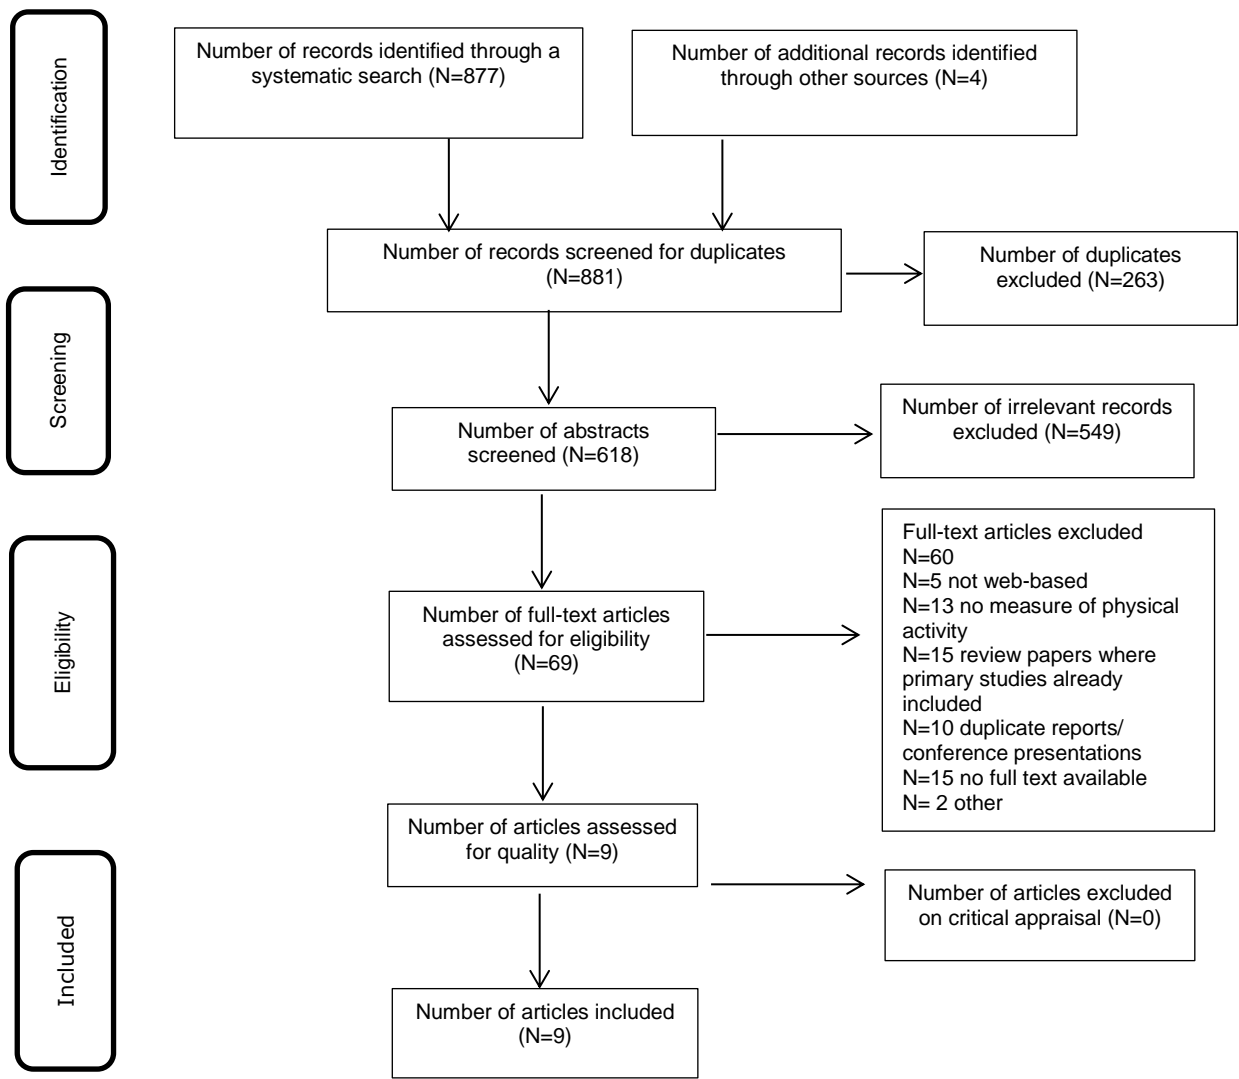 Identification
Number of records identified through a
systematic search (N=877)
Number of additional records identified
through other sources (N=4)
Number of records screened for duplicates
(N=881)
Number of duplicates
excluded (N=263)
Screening
Number of abstracts
screened (N=618)
Number of irrelevant records
excluded (N=549)
Eligibility
Number of full-text articles
assessed for eligibility
(N=69)
Full-text articles excluded
N=60
N=5 not web-based
N=13 no measure of physical
activity
N=15 review papers where
primary studies already
included
N=10 duplicate reports/
conference presentations
N=15 no full text available
N= 2 other
Number of articles assessed
for quality (N=9)
Number of articles excluded
on critical appraisal (N=0)
Included
Number of articles included
(N=9)